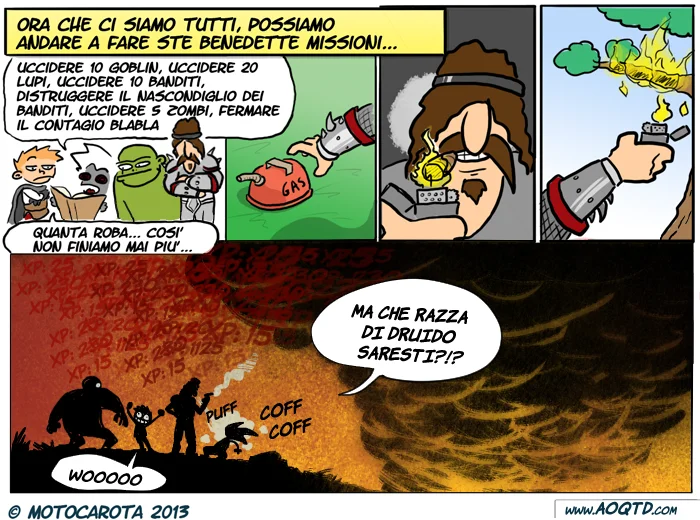 ORA CHE CI SIAMO TUTTI, POSSIAMO
ANDARE A FARE STE BENEDETTE MISSIONI...
UCCIDERE 10 GOBLIN, UCCIDERE 20
LUPI, UCCIDERE 10 BANDITI,
DISTRUGGERE IL NASCONDIGLIO DEI
BANDITI, UCCIDERE 5 ZOMBI, FERMARE
IL CONTAGIO BLABLA
QUANTA ROBA... COSI'
NON FINIAMO MAI PIU'...
GAS
MA CHE RAZZA
DI DRUIDO
SARESTI?!?
PUFF
COFF
COFF
WOOOOO
© MOTOCAROTA 2013
WWW.AOQTD.COM